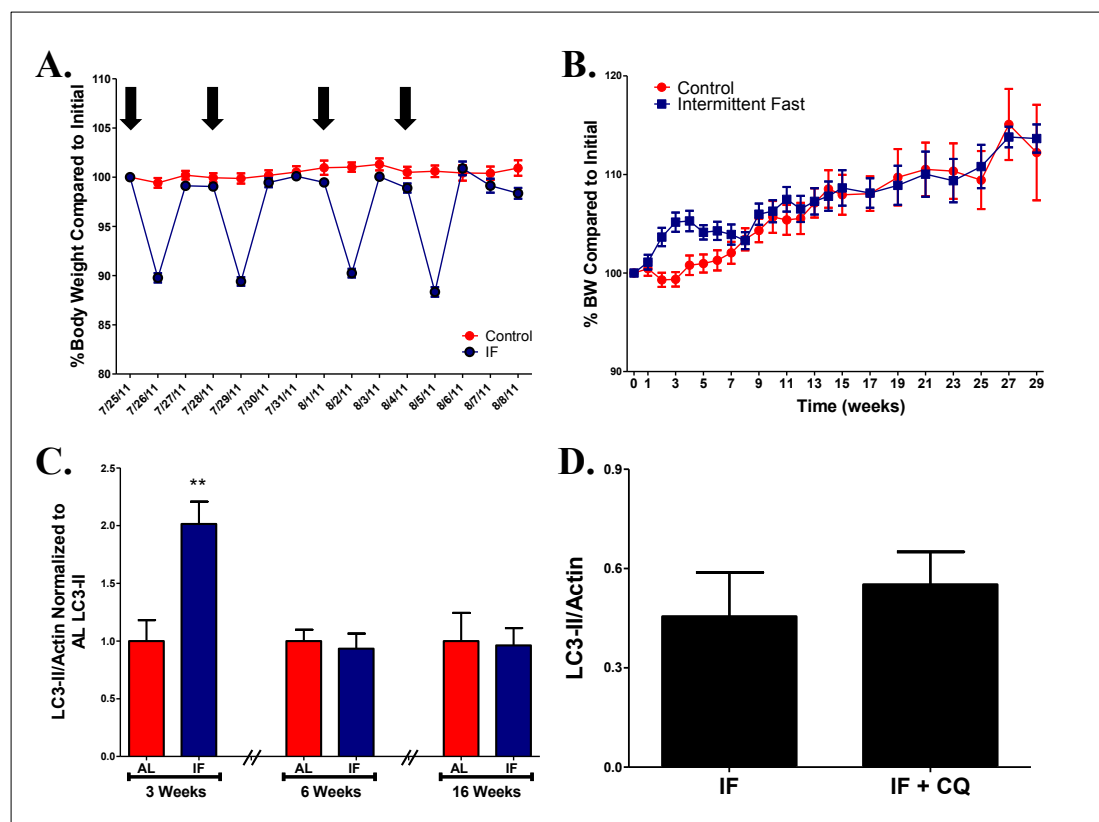 A.
110
105
100
95
90
85
80
% Body Weight Compared to Initial
Control
IF
7/25/11
7/26/11
7/27/11
7/28/11
7/29/11
7/30/11
7/31/11
8/1/11
8/2/11
8/3/11
8/4/11
8/5/11
8/6/11
8/7/11
8/8/11
B.
120
110
100
90
% BW Compared to Initial
Control
Intermittent Fast
0 1 3 5 7 9 11 13 15 17 19 21 23 25 27 29
Time (weeks)
C.
2.5
2.0
1.5
1.0
0.5
0.0
LC3-II/Actin Normalized to
AL LC3-II
**
AL IF AL IF AL IF
3 Weeks 6 Weeks 16 Weeks
D.
0.9
0.6
0.3
0.0
LC3-II/Actin
IF IF + CQ